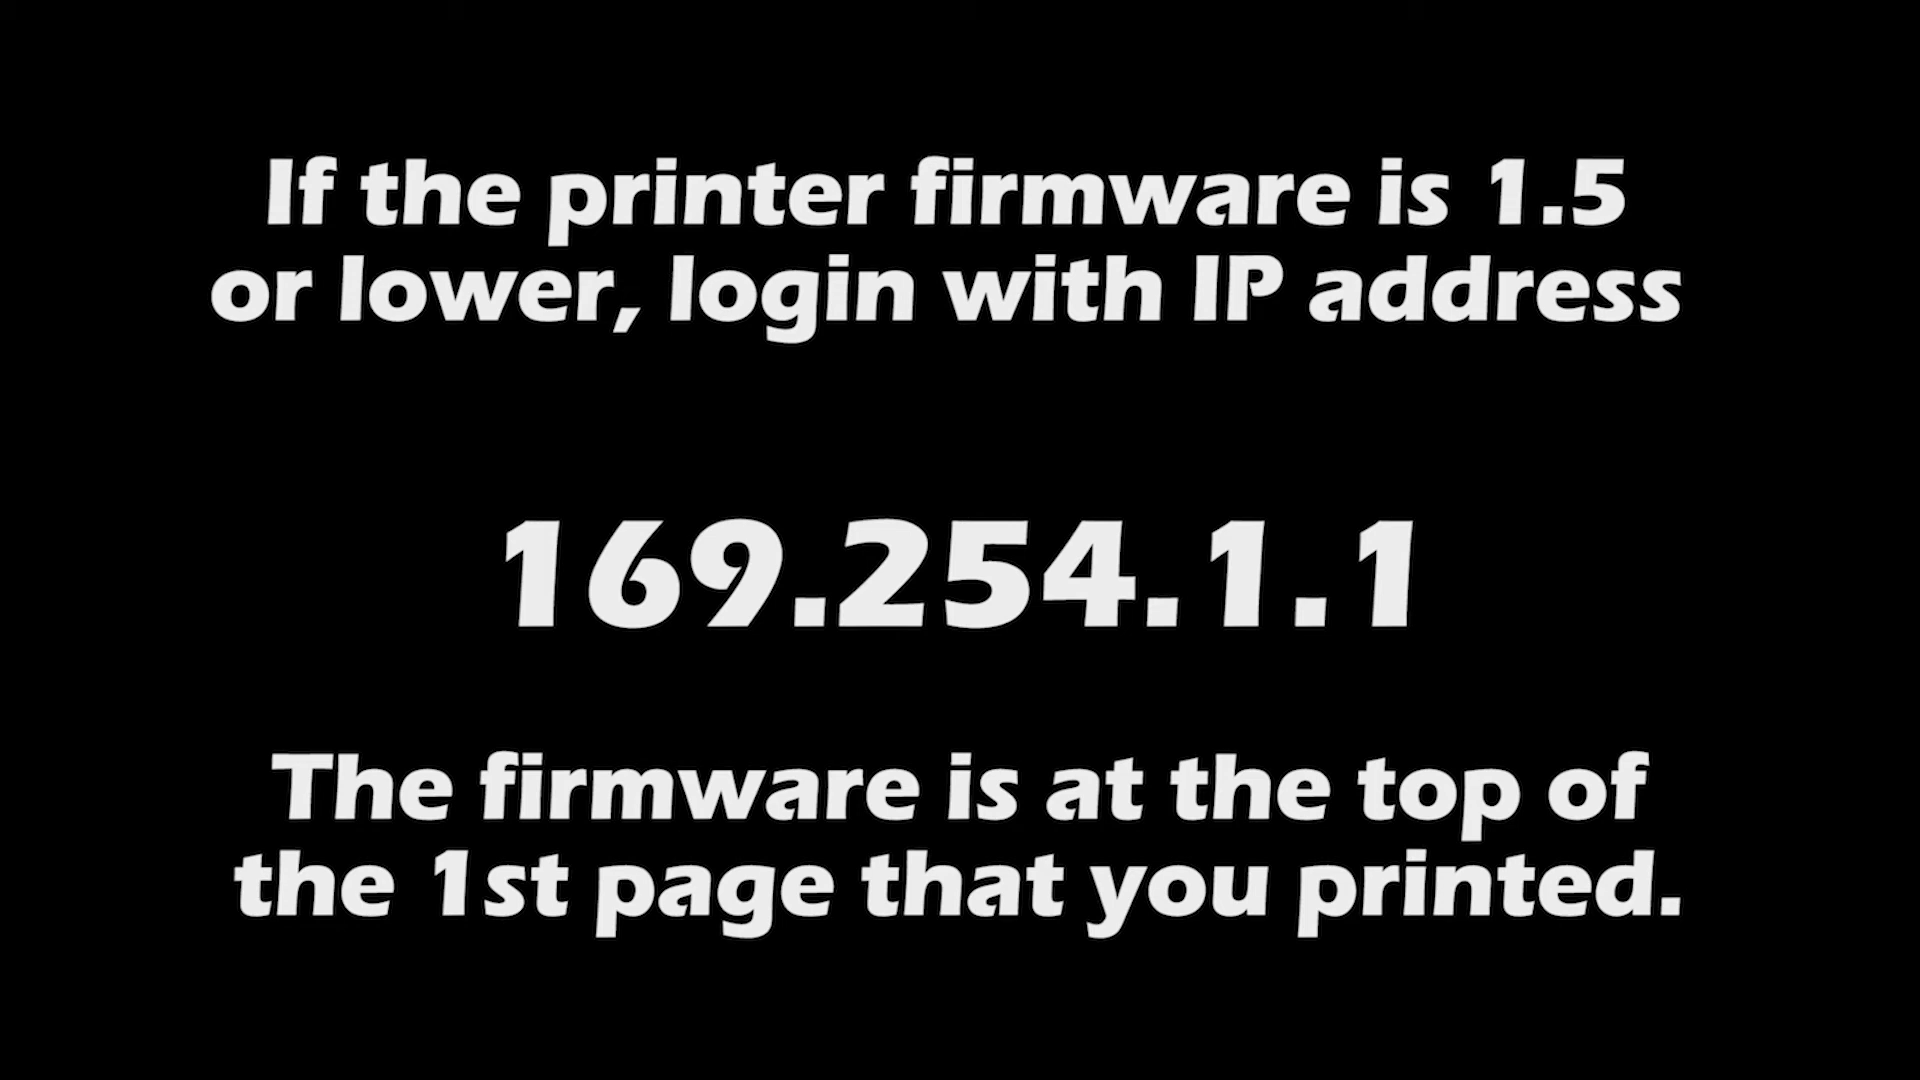 If the printer firmware is 1.5
or lower, login with IP address
169.254.1.1
The firmware is at the top of
the 1st page that you printed.